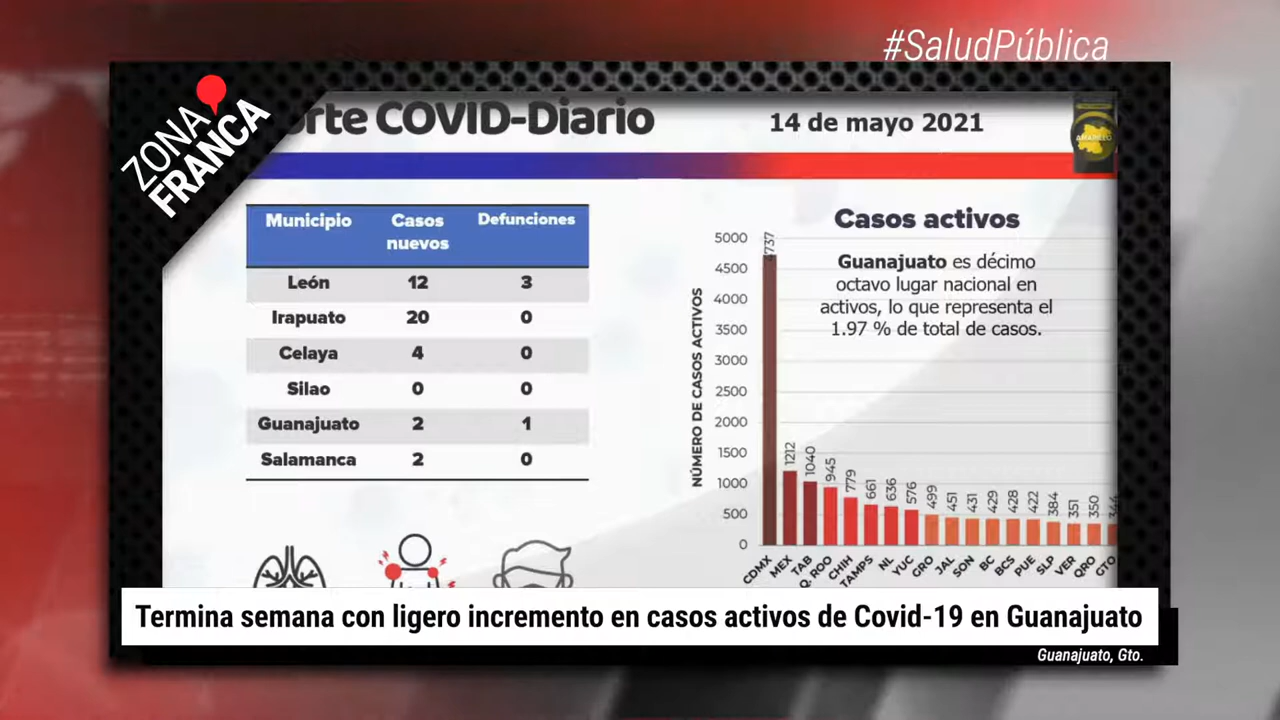 #SaludPública
ZONA
FRANCA
orte COVID-Diario
14 de mayo 2021
AMARILLO
Municipio Casos nuevos Defunciones
León 12 3
Irapuato 20 0
Celaya 4 0
Silao 0 0
Guanajuato 2 1
Salamanca 2 0
Casos activos
Guanajuato es décimo
octavo lugar nacional en
activos, lo que representa el
1.97 % de total de casos.
NÚMERO DE CASOS ACTIVOS
5000
4500
4000
3500
3000
2500
2000
1500
1000
500
0
4737 1212 1040 945 779 661 636 576 499 451 431 429 428 422 384 351 350 344
CDMX MEX TAB Q. ROO CHIH TAMPS NL YUC GRO JAL SON BC BCS PUE SLP VER QRO GTO
Termina semana con ligero incremento en casos activos de Covid-19 en Guanajuato
Guanajuato, Gto.